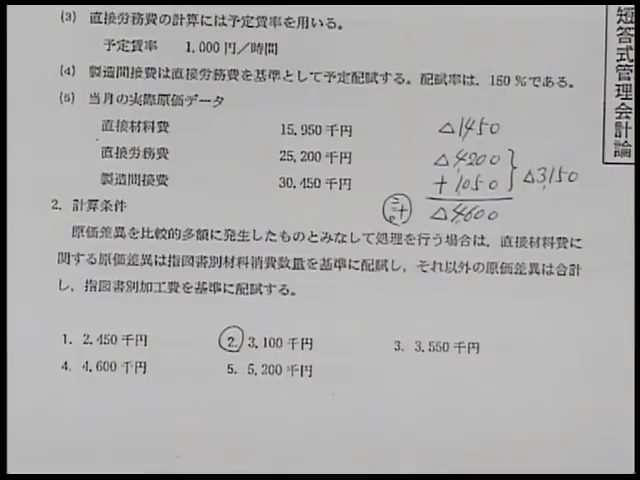 (3) 直接労務費の計算には予定賃率を用いる。
予定賃率 1,000円/時間
(4) 製造間接費は直接労務費を基準として予定配賦する。配賦率は、150%である。
(5) 当月の実際原価データ
直接材料費 15,950千円 △1450
直接労務費 25,200千円 △4200
製造間接費 30,450千円 +1,050 △3,150
△4,600
2. 計算条件
原価差異を比較的多額に発生したものとみなして処理を行う場合は、直接材料費に
関する原価差異は指図書別材料消費数量を基準に配賦し、それ以外の原価差異は合計
し、指図書別加工費を基準に配賦する。
1. 2,450千円 2. 3,100千円 3. 3,550千円
4. 4,600千円 5. 5,200千円
短答式管理会計論